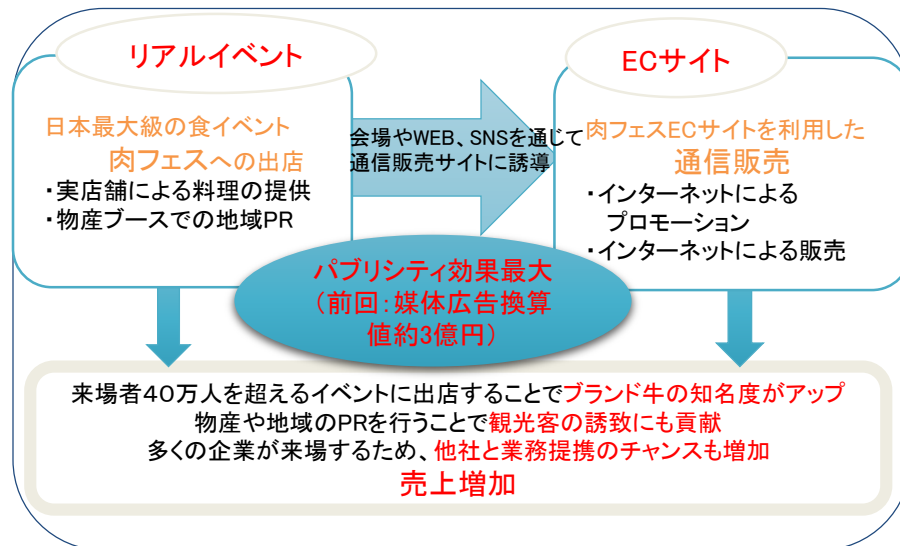 リアルイベント
日本最大級の食イベント
肉フェスへの出店
・実店舗による料理の提供
・物産ブースでの地域PR
会場やWEB、SNSを通じて
通信販売サイトに誘導
ECサイト
肉フェスECサイトを利用した
通信販売
・インターネットによる
プロモーション
・インターネットによる販売
パブリシティ効果最大
（前回：媒体広告換算
値約3億円）
来場者４０万人を超えるイベントに出店することでブランド牛の知名度がアップ
物産や地域のPRを行うことで観光客の誘致にも貢献
多くの企業が来場するため、他社と業務提携のチャンスも増加
売上増加